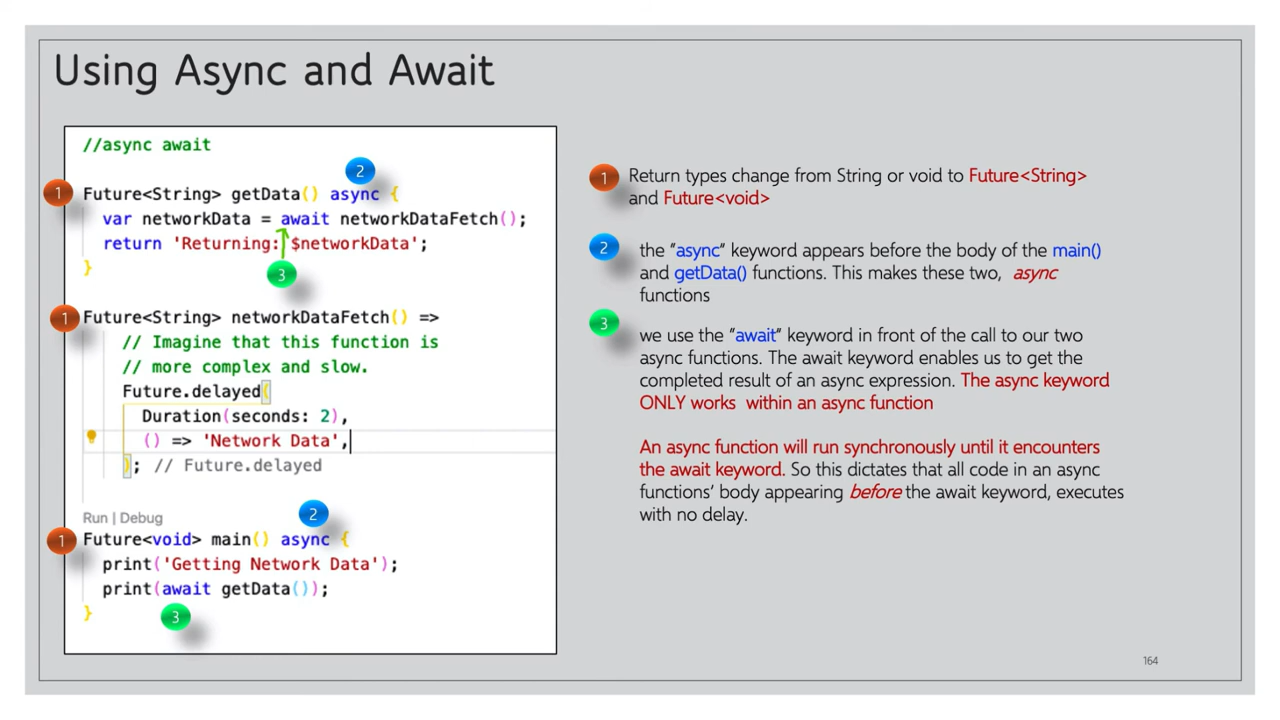 Using Async and Await
//async await
2
1
Future<String> getData() async {
var networkData = await networkDataFetch();
return 'Returning: $networkData';
}
3
1
Future<String> networkDataFetch() =>
// Imagine that this function is
// more complex and slow.
Future.delayed(
Duration(seconds: 2),
() => 'Network Data',
); // Future.delayed
Run | Debug
2
1
Future<void> main() async {
print('Getting Network Data');
print(await getData());
}
3
1
Return types change from String or void to Future<String>
and Future<void>
2
the "async" keyword appears before the body of the main()
and getData() functions. This makes these two, async
functions
3
we use the "await" keyword in front of the call to our two
async functions. The await keyword enables us to get the
completed result of an async expression. The async keyword
ONLY works within an async function
An async function will run synchronously until it encounters
the await keyword. So this dictates that all code in an async
functions' body appearing before the await keyword, executes
with no delay.
164